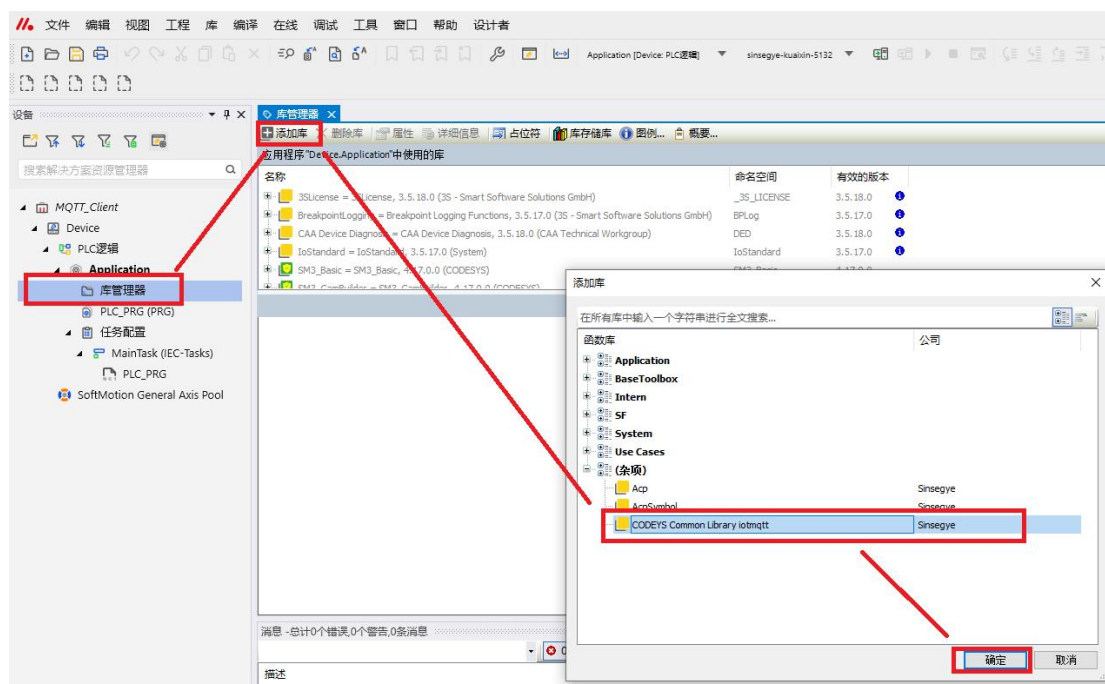 文件 编辑 视图 工程 库 编译 在线 调试 工具 窗口 帮助 设计者
Application [Device: PLC逻辑] sinsegye-kuaixin-5132
设备
库管理器
添加库 删除库 属性 详细信息 占位符 库存储库 图例... 概要...
应用程序"Device.Application"中使用的库
搜索解决方案资源管理器
名称 命名空间 有效的版本
3SLicense = 3SLicense, 3.5.18.0 (3S - Smart Software Solutions GmbH) _3S_LICENSE 3.5.18.0
BreakpointLogging = Breakpoint Logging Functions, 3.5.17.0 (3S - Smart Software Solutions GmbH) BPLog 3.5.17.0
CAA Device Diagnosis = CAA Device Diagnosis, 3.5.18.0 (CAA Technical Workgroup) DED 3.5.18.0
IoStandard = IoStandard, 3.5.17.0 (System) IoStandard 3.5.17.0
SM3_Basic = SM3_Basic, 4.17.0.0 (CODESYS) SM3_Basic 4.17.0.0
SM3_CamBuilder = SM3_CamBuilder, 4.17.0.0 (CODESYS)
MQTT_Client
Device
PLC逻辑
Application
库管理器
PLC_PRG (PRG)
任务配置
MainTask (IEC-Tasks)
PLC_PRG
SoftMotion General Axis Pool
添加库
在所有库中输入一个字符串进行全文搜索...
函数库 公司
Application
BaseToolbox
Intern
SF
System
Use Cases
(杂项)
Acp Sinsegye
AcpSymbol Sinsegye
CODEYS Common Library iotmqtt Sinsegye
确定 取消
消息 -总计0个错误,0个警告,0条消息
0
描述